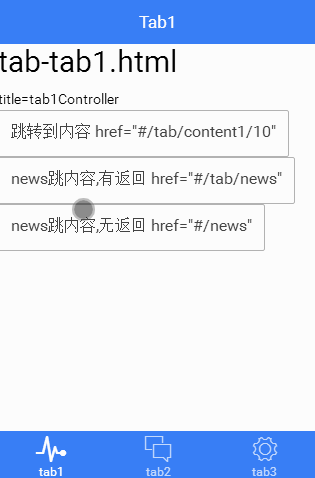 Tab1
tab-tab1.html
title=tab1Controller
跳转到内容 href="#/tab/content1/10"
news跳内容,有返回 href="#/tab/news"
news跳内容,无返回 href="#/news"
tab1 tab2 tab3